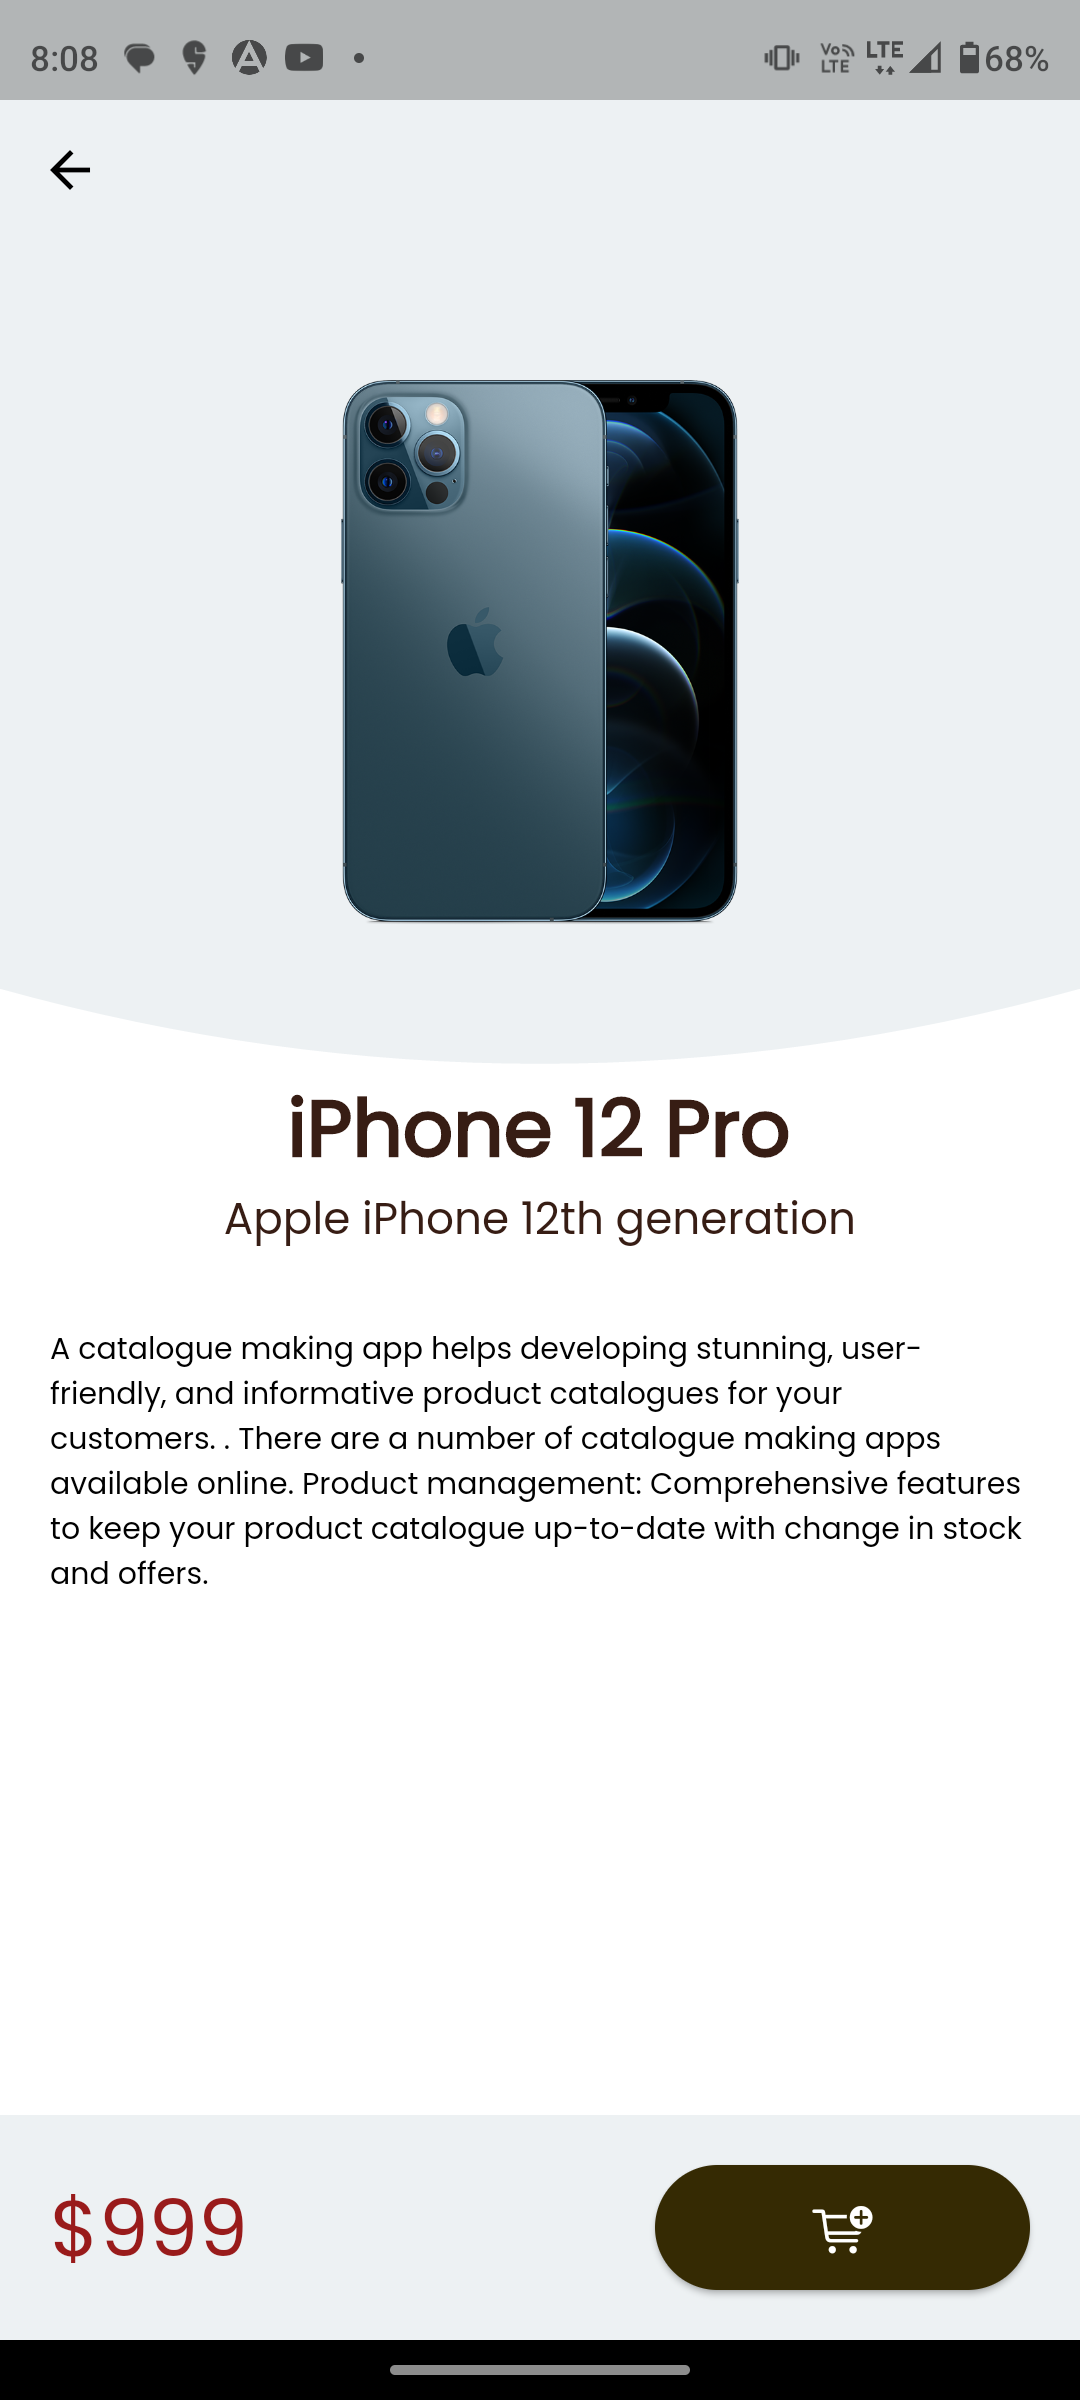 8:08 VoLTE LTE 68%
iPhone 12 Pro
Apple iPhone 12th generation
A catalogue making app helps developing stunning, user-
friendly, and informative product catalogues for your
customers. . There are a number of catalogue making apps
available online. Product management: Comprehensive features
to keep your product catalogue up-to-date with change in stock
and offers.
$999